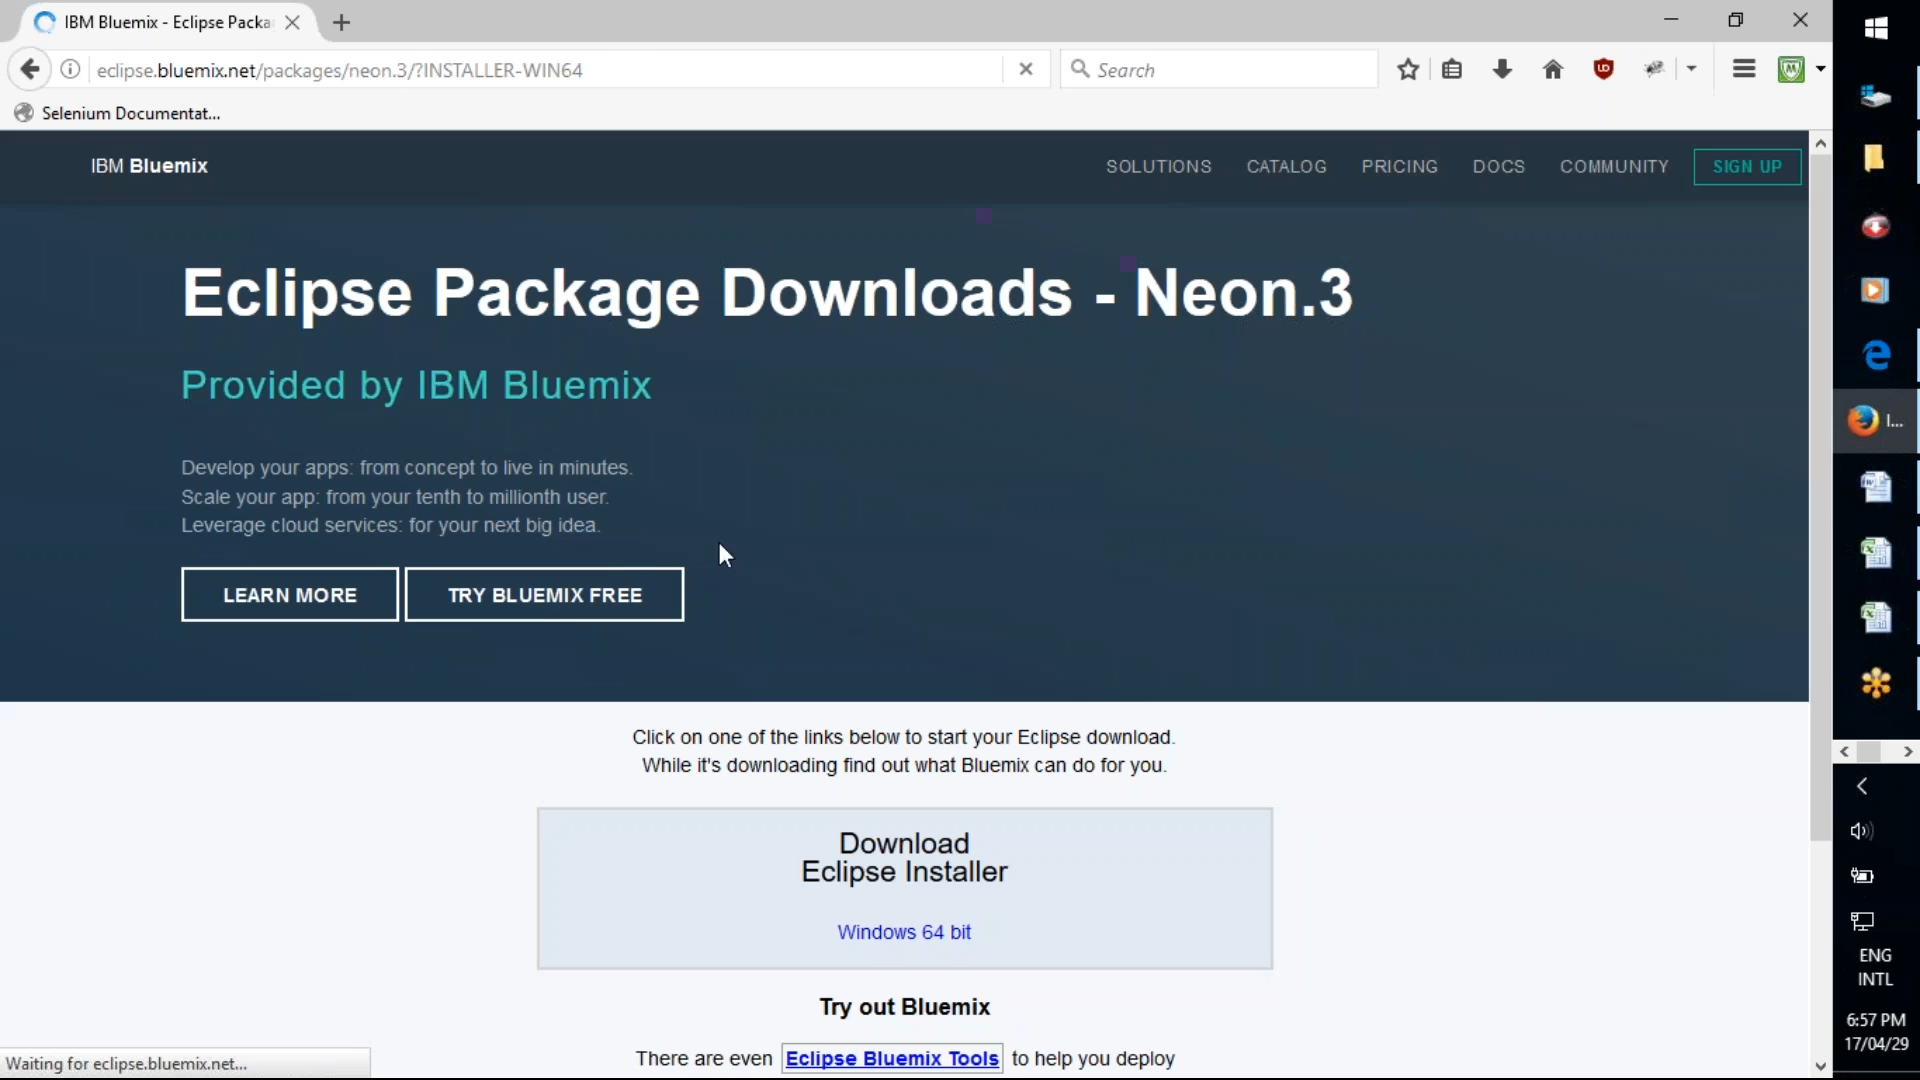 IBM Bluemix - Eclipse Packa
eclipse.bluemix.net/packages/neon.3/?INSTALLER-WIN64
Search
Selenium Documentat...
IBM Bluemix
SOLUTIONS CATALOG PRICING DOCS COMMUNITY SIGN UP
Eclipse Package Downloads - Neon.3
Provided by IBM Bluemix
Develop your apps: from concept to live in minutes.
Scale your app: from your tenth to millionth user.
Leverage cloud services: for your next big idea.
LEARN MORE TRY BLUEMIX FREE
Click on one of the links below to start your Eclipse download.
While it's downloading find out what Bluemix can do for you.
Download
Eclipse Installer
Windows 64 bit
Try out Bluemix
There are even Eclipse Bluemix Tools to help you deploy
Waiting for eclipse.bluemix.net...
I...
ENG
INTL
6:57 PM
17/04/29